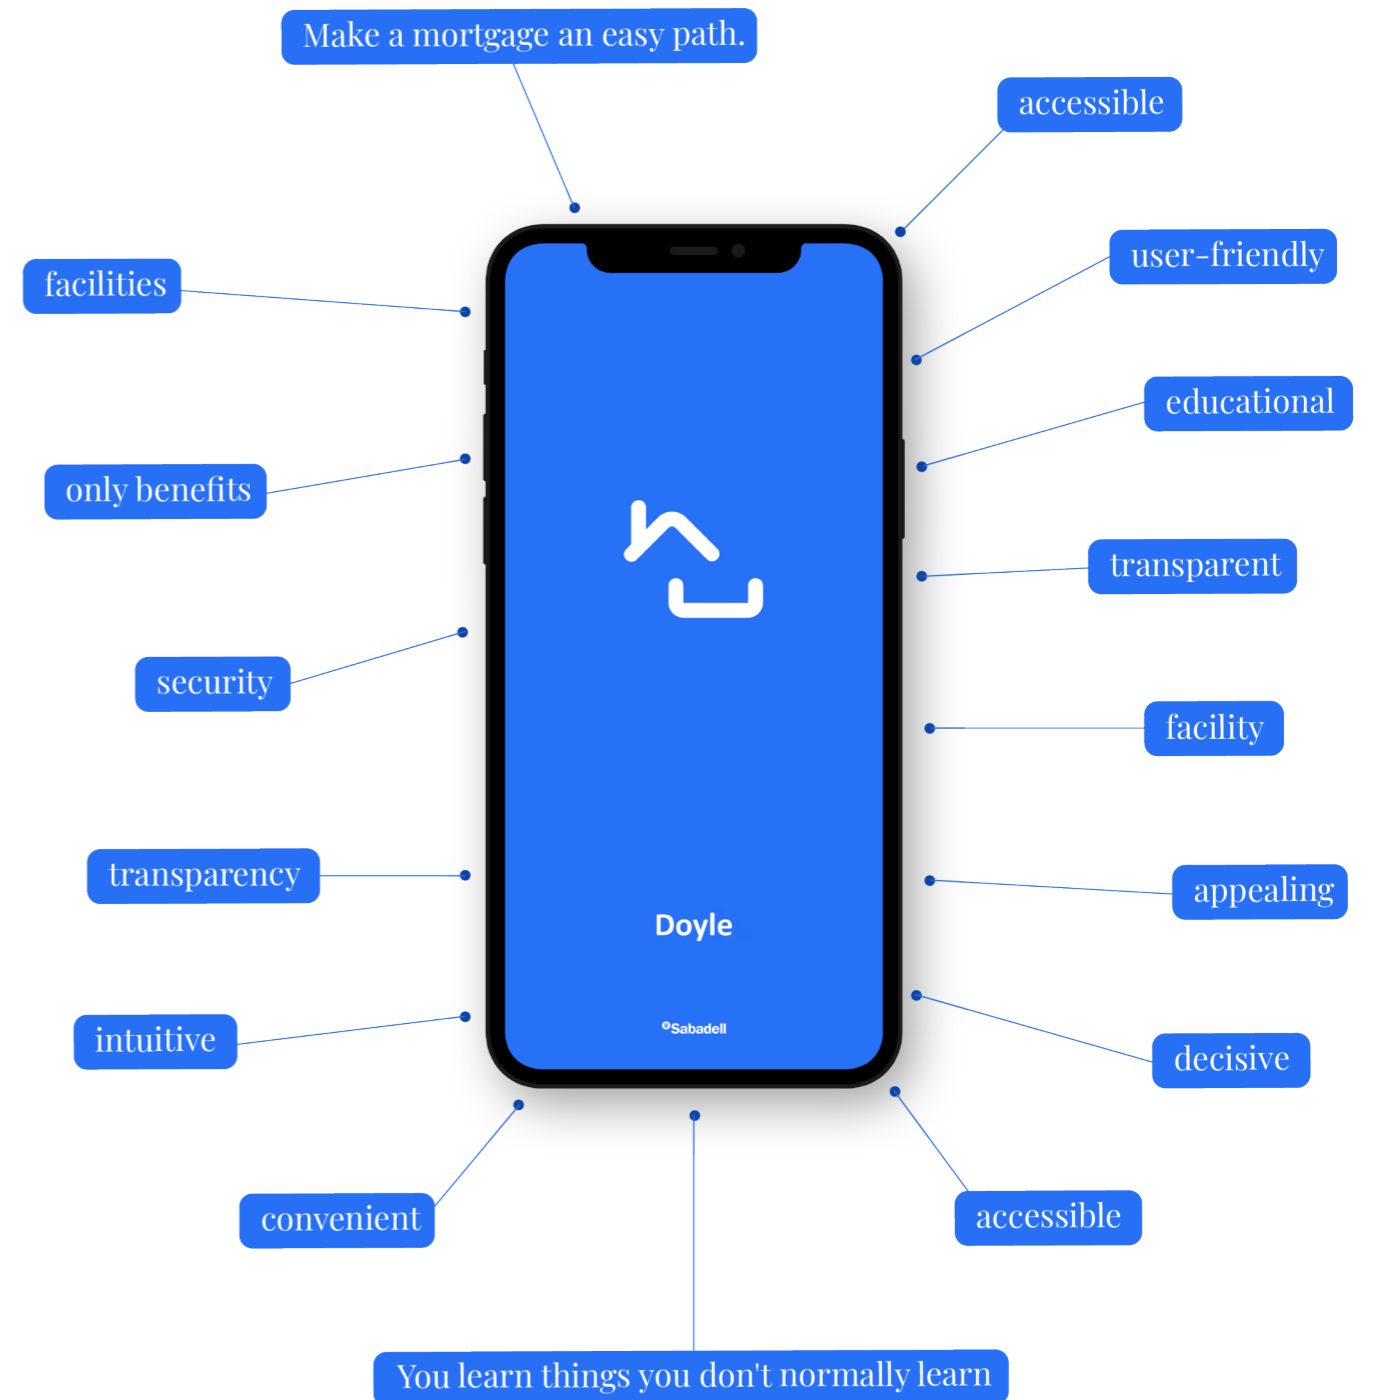 Make a mortgage an easy path.
accessible
user-friendly
facilities
educational
only benefits
transparent
security
facility
transparency
appealing
Doyle
Sabadell
intuitive
decisive
convenient
accessible
You learn things you don't normally learn